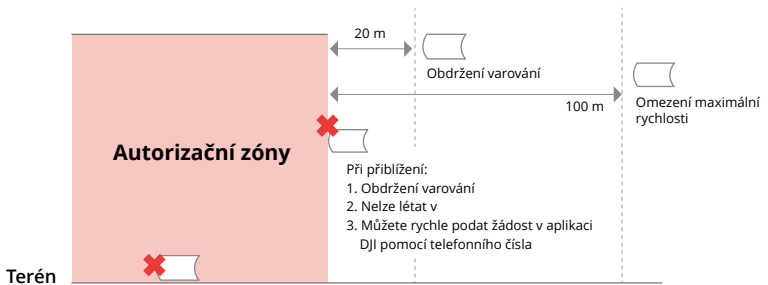 20 m
Obdržení varování
100 m
Omezení maximální
rychlosti
Autorizační zóny
Při přiblížení:
1. Obdržení varování
2. Nelze létat v
3. Můžete rychle podat žádost v aplikaci
DJI pomocí telefonního čísla
Terén